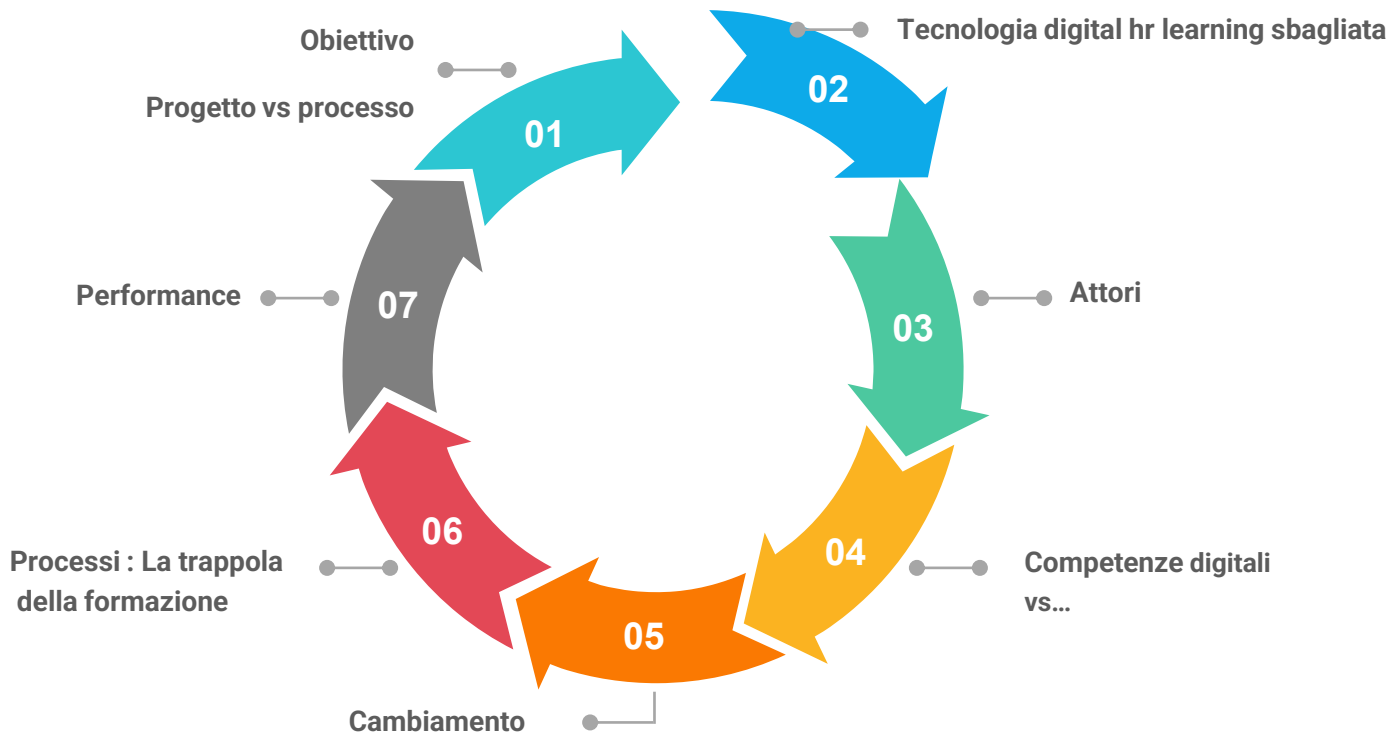 Obiettivo
Progetto vs processo
01
02
Tecnologia digital hr learning sbagliata
03
Attori
04
Competenze digitali
vs...
05
Cambiamento
06
Processi : La trappola
della formazione
07
Performance